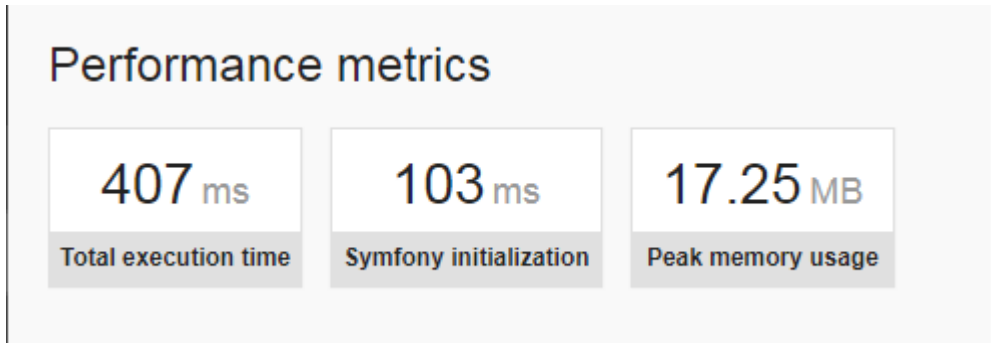 Performance metrics
407 ms
Total execution time
103 ms
Symfony initialization
17.25 MB
Peak memory usage